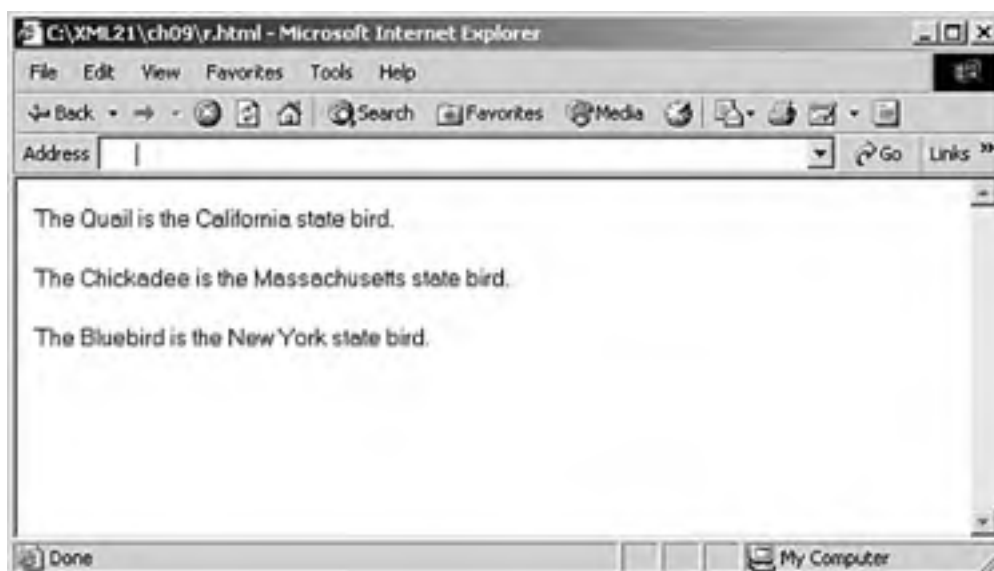 C:\XML21\ch09\r.html - Microsoft Internet Explorer
File Edit View Favorites Tools Help
Back Search Favorites Media
Address Go Links »
The Quail is the California state bird.
The Chickadee is the Massachusetts state bird.
The Bluebird is the New York state bird.
Done My Computer